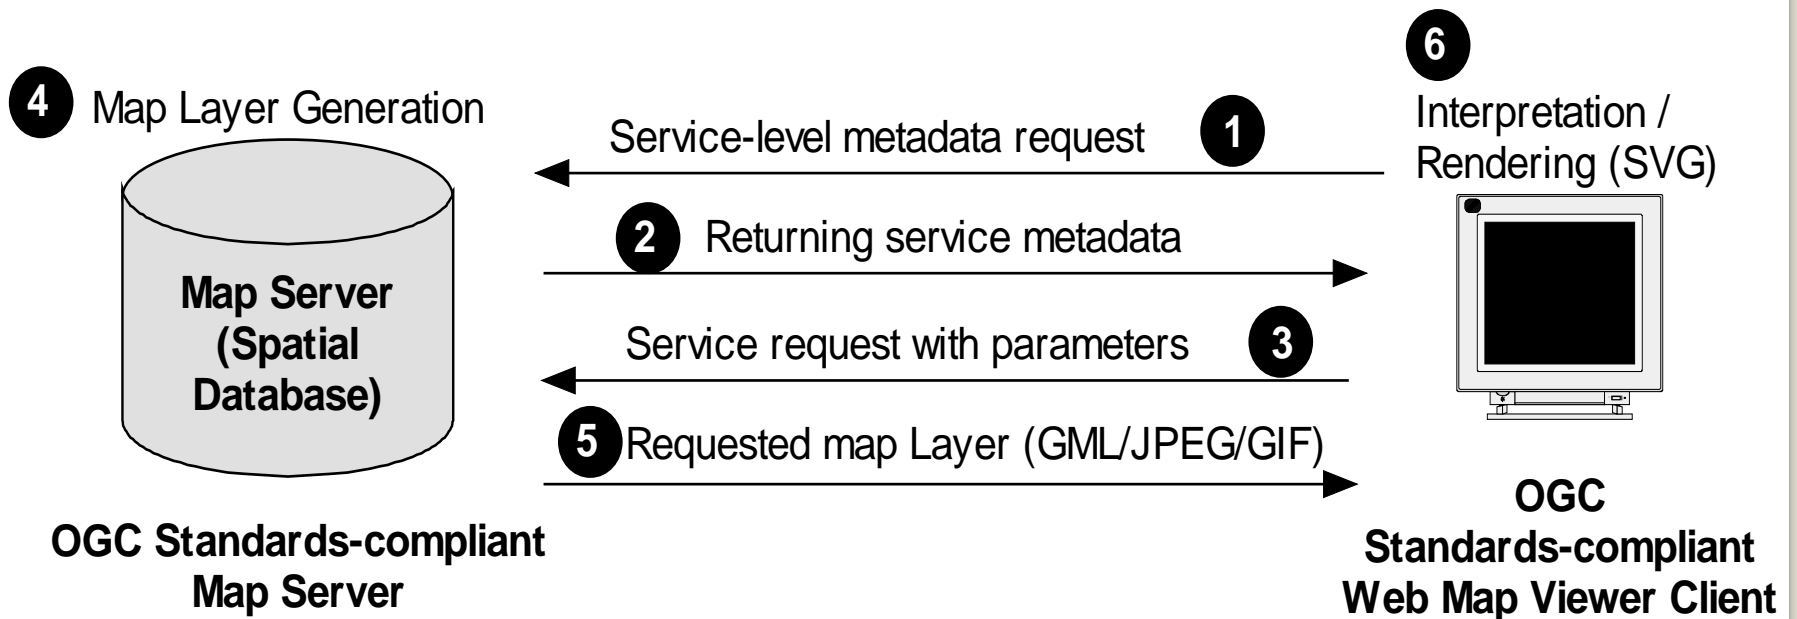 4 Map Layer Generation
Map Server
(Spatial
Database)
OGC Standards-compliant
Map Server
Service-level metadata request 1
2 Returning service metadata
Service request with parameters 3
5 Requested map Layer (GML/JPEG/GIF)
6
Interpretation /
Rendering (SVG)
OGC
Standards-compliant
Web Map Viewer Client